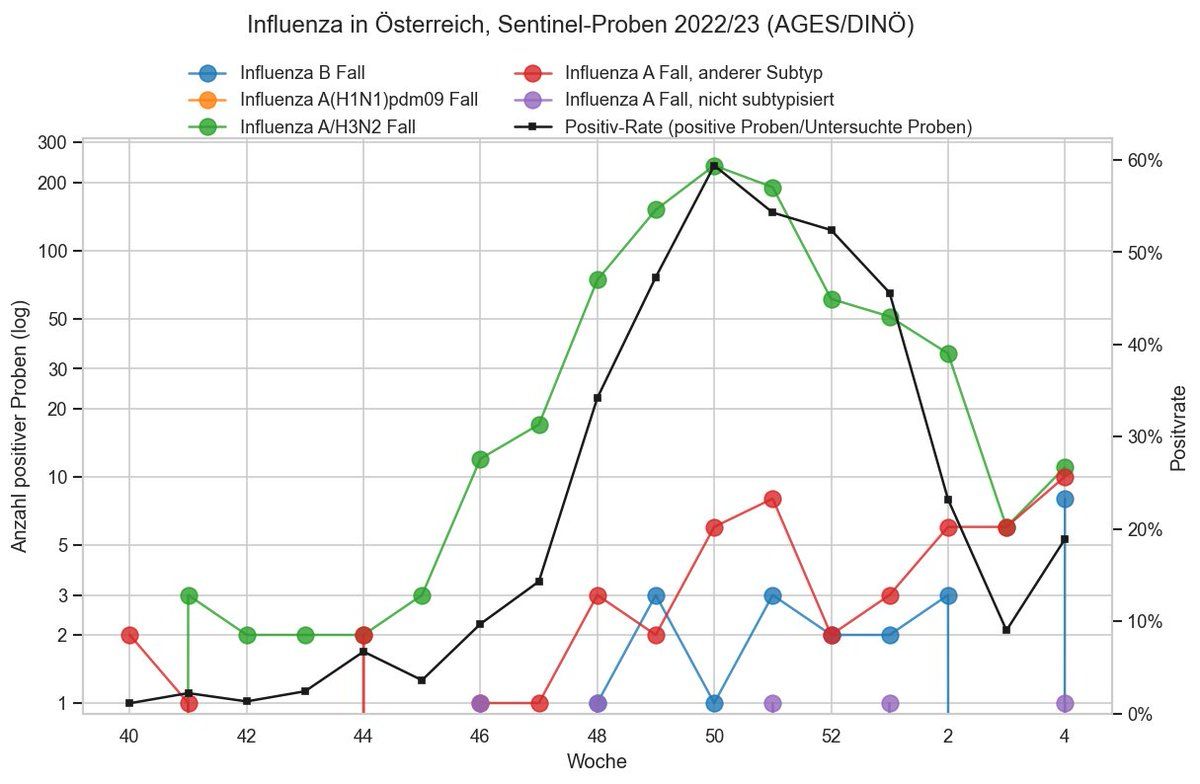 Influenza in Österreich, Sentinel-Proben 2022/23 (AGES/DINÖ)
Influenza B Fall
Influenza A(H1N1)pdm09 Fall
Influenza A/H3N2 Fall
Influenza A Fall, anderer Subtyp
Influenza A Fall, nicht subtypisiert
Positiv-Rate (positive Proben/Untersuchte Proben)
Anzahl positiver Proben (log)
300
200
100
50
30
20
10
5
3
2
1
60%
50%
40%
30%
20%
10%
0%
Positvrate
40 42 44 46 48 50 52 2 4
Woche